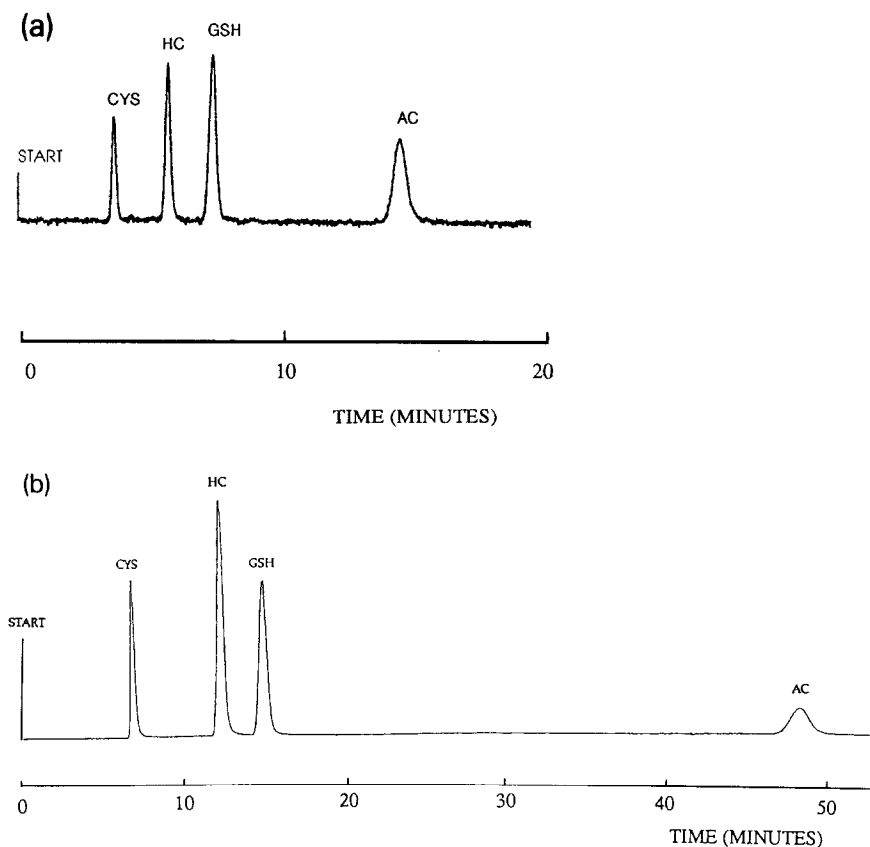 (a)
HC GSH
CYS
AC
START
0 10 20
TIME (MINUTES)
(b)
HC
CYS GSH
START
AC
0 10 20 30 40 50
TIME (MINUTES)